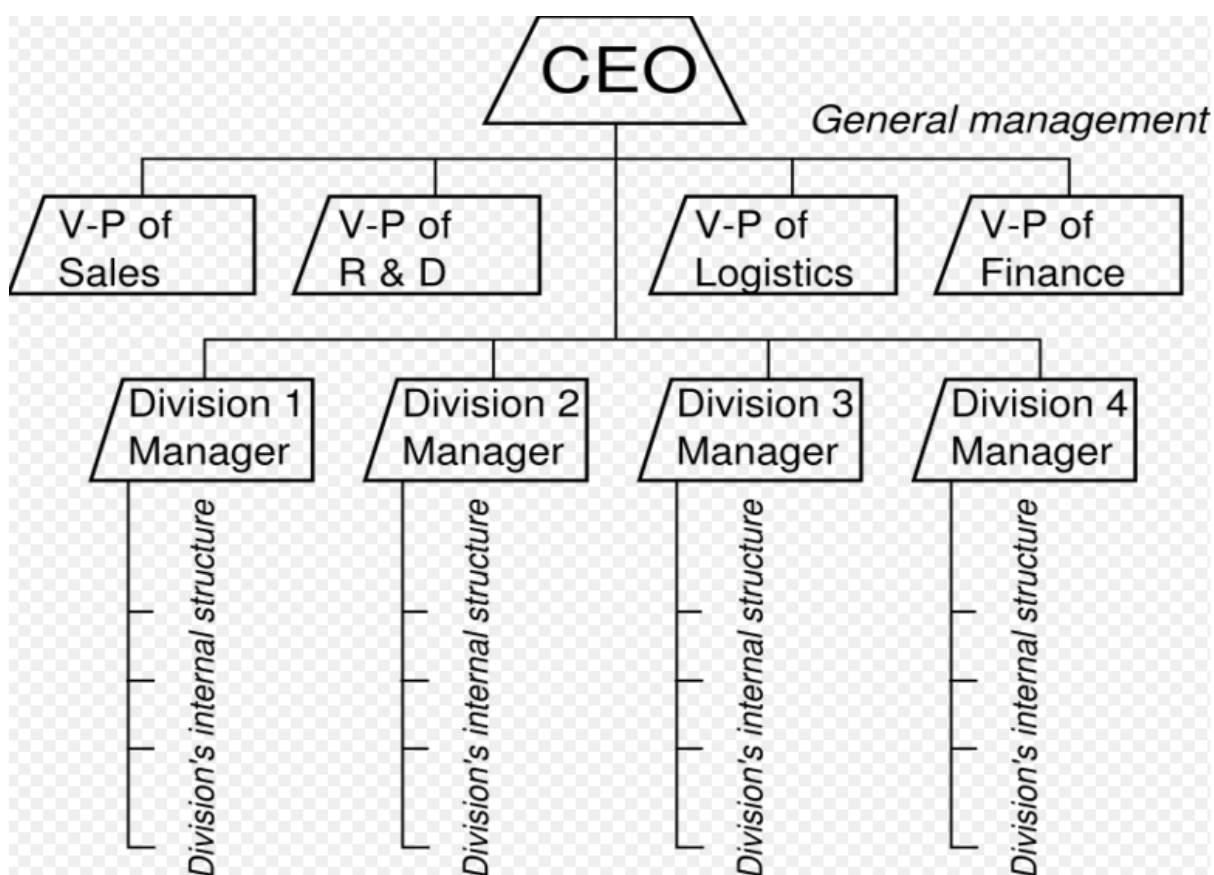 CEO
General management
V-P of
Sales
V-P of
R & D
V-P of
Logistics
V-P of
Finance
Division 1
Manager
Division 2
Manager
Division 3
Manager
Division 4
Manager
Division's internal structure
Division's internal structure
Division's internal structure
Division's internal structure